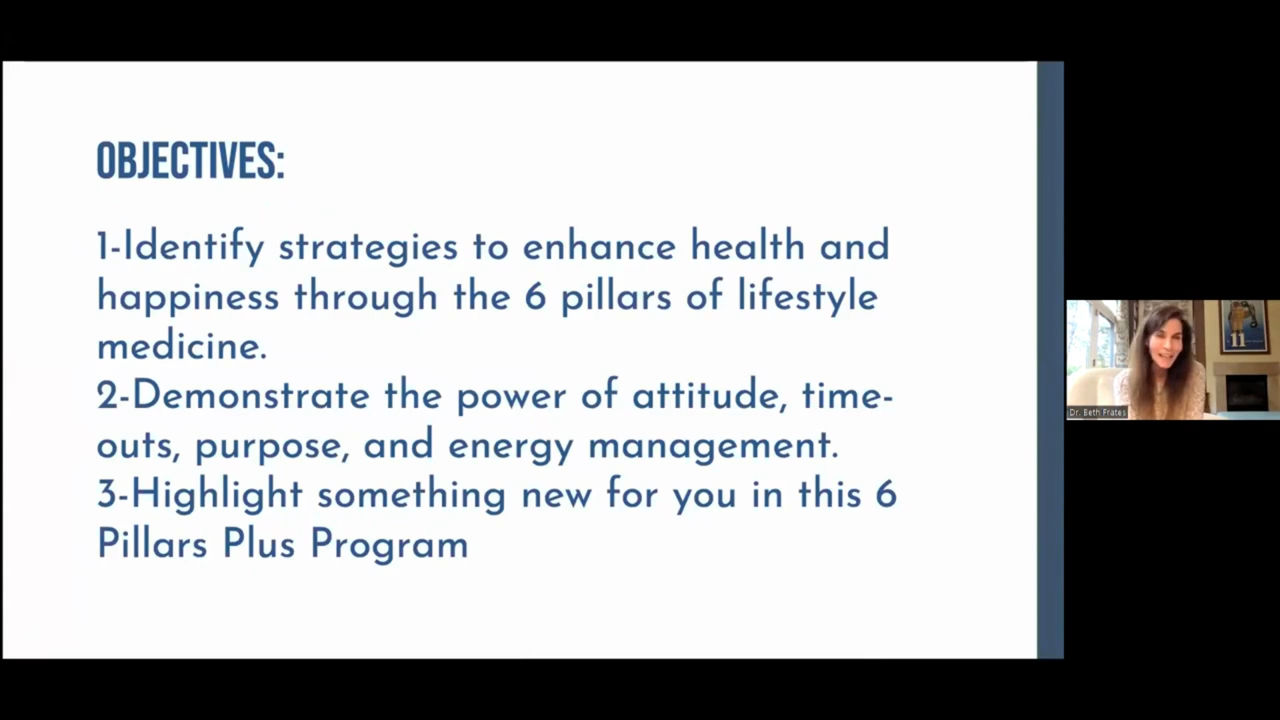 OBJECTIVES:
1-Identify strategies to enhance health and
happiness through the 6 pillars of lifestyle
medicine.
2-Demonstrate the power of attitude, time-
outs, purpose, and energy management.
3-Highlight something new for you in this 6
Pillars Plus Program
11
Dr. Beth Frates